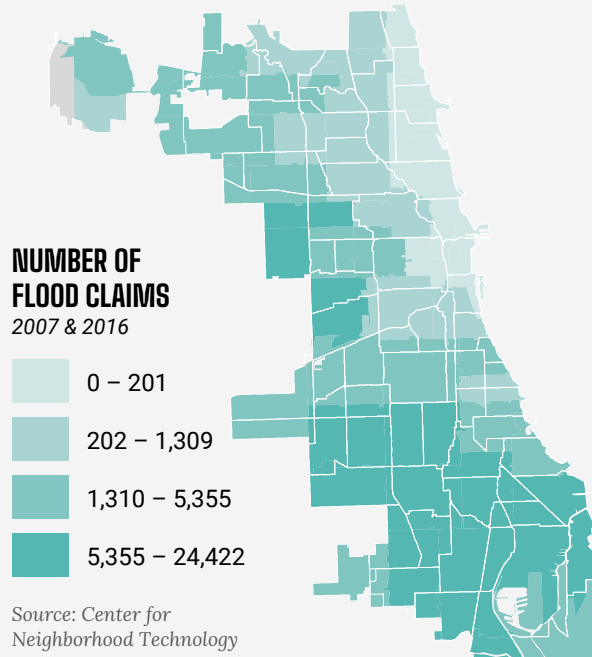 NUMBER OF
FLOOD CLAIMS
2007 & 2016
0 – 201
202 – 1,309
1,310 – 5,355
5,355 – 24,422
Source: Center for
Neighborhood Technology